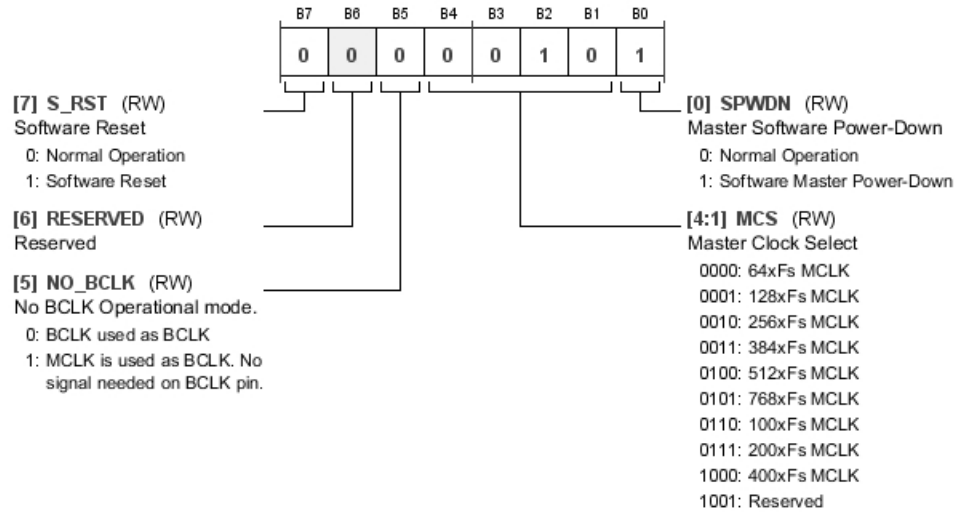 B7 B6 B5 B4 B3 B2 B1 B0
0 0 0 0 0 1 0 1
[7] S_RST (RW)
Software Reset
0: Normal Operation
1: Software Reset
[6] RESERVED (RW)
Reserved
[5] NO_BCLK (RW)
No BCLK Operational mode.
0: BCLK used as BCLK
1: MCLK is used as BCLK. No
signal needed on BCLK pin.
[0] SPWDN (RW)
Master Software Power-Down
0: Normal Operation
1: Software Master Power-Down
[4:1] MCS (RW)
Master Clock Select
0000: 64xFs MCLK
0001: 128xFs MCLK
0010: 256xFs MCLK
0011: 384xFs MCLK
0100: 512xFs MCLK
0101: 768xFs MCLK
0110: 100xFs MCLK
0111: 200xFs MCLK
1000: 400xFs MCLK
1001: Reserved